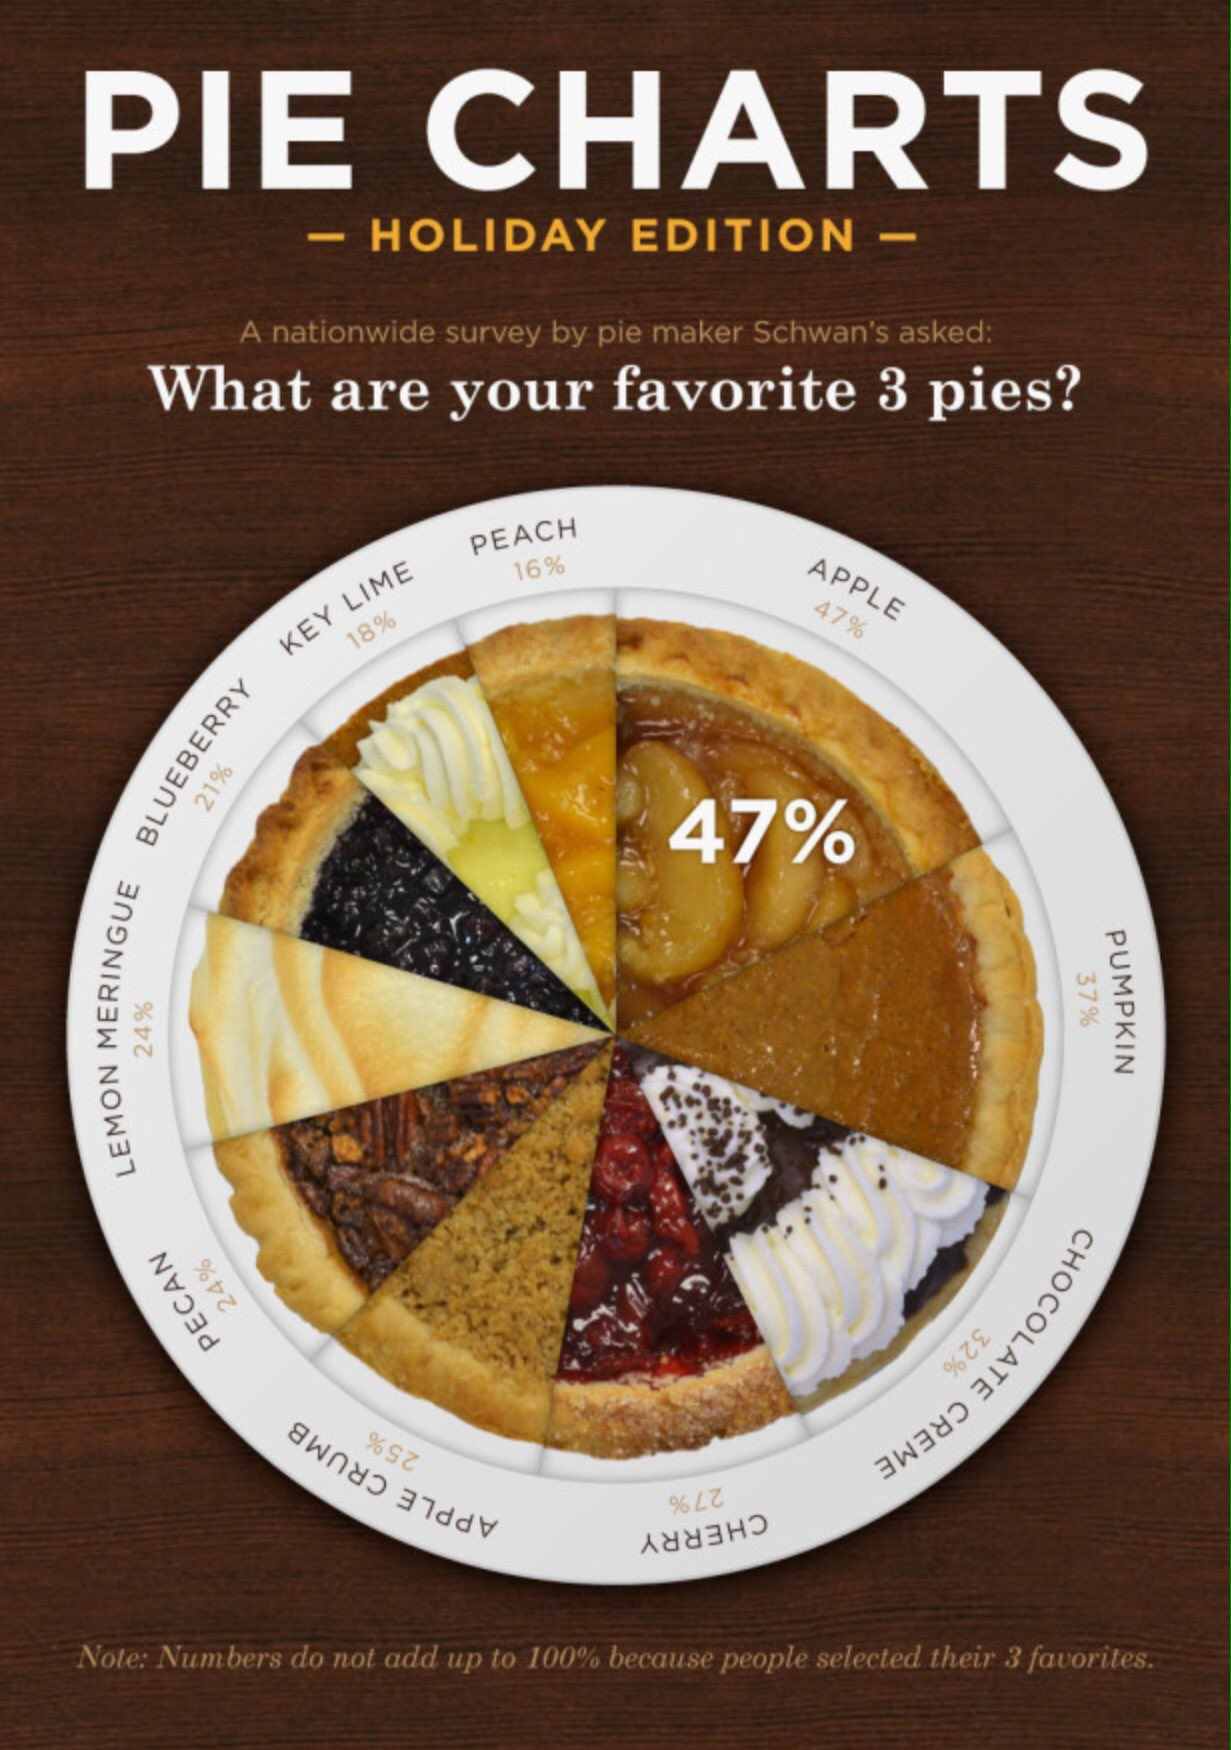 PIE CHARTS
— HOLIDAY EDITION —
A nationwide survey by pie maker Schwan's asked:
What are your favorite 3 pies?
PEACH
16%
APPLE
47%
KEY LIME
18%
BLUEBERRY
21%
47%
LEMON MERINGUE
24%
PUMPKIN
37%
PECAN
24%
CHOCOLATE CREME
32%
APPLE CRUMB
25%
CHERRY
27%
Note: Numbers do not add up to 100% because people selected their 3 favorites.